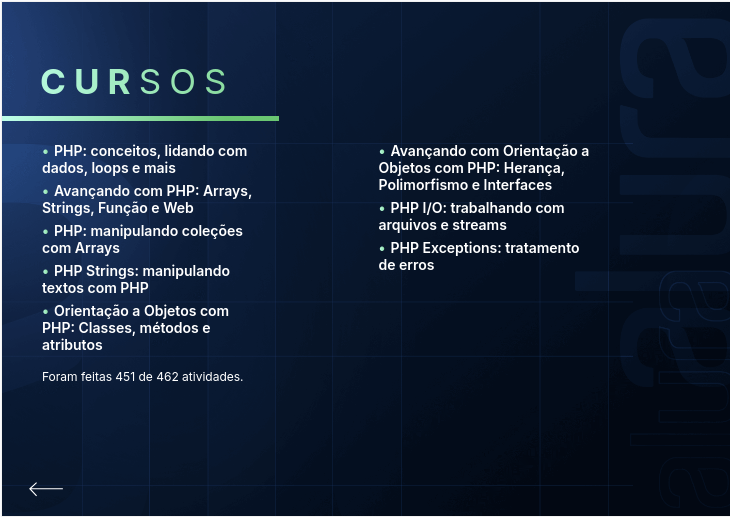 CURSOS
• PHP: conceitos, lidando com
dados, loops e mais
• Avançando com PHP: Arrays,
Strings, Função e Web
• PHP: manipulando coleções
com Arrays
• PHP Strings: manipulando
textos com PHP
• Orientação a Objetos com
PHP: Classes, métodos e
atributos
Foram feitas 451 de 462 atividades.
• Avançando com Orientação a
Objetos com PHP: Herança,
Polimorfismo e Interfaces
• PHP I/O: trabalhando com
arquivos e streams
• PHP Exceptions: tratamento
de erros
alura
alura